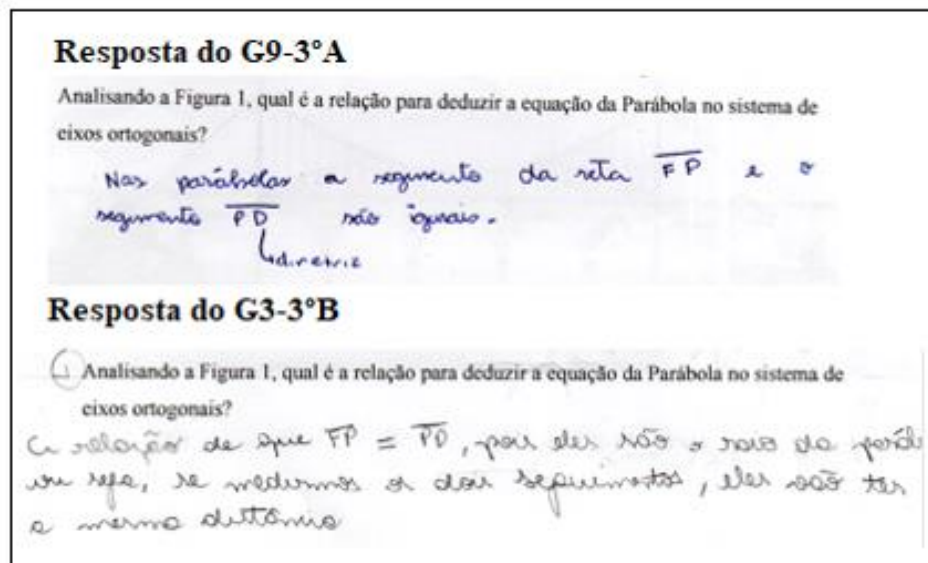 Resposta do G9-3°A
Analisando a Figura 1, qual é a relação para deduzir a equação da Parábola no sistema de
eixos ortogonais?
Nas parábolas a segmento da reta FP e o
segmento PD são iguais.
diretriz
Resposta do G3-3°B
1 Analisando a Figura 1, qual é a relação para deduzir a equação da Parábola no sistema de
eixos ortogonais?
A relação de que FP = PD, pois eles são o raio da
ou seja, se medirmos os dois seguimentos, eles vão ter
a mesma distância